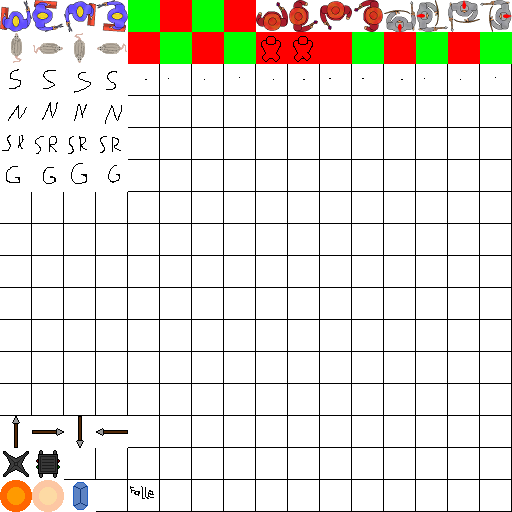 S S S S
N N N N
SR SR SR SR
G G G G
Falle